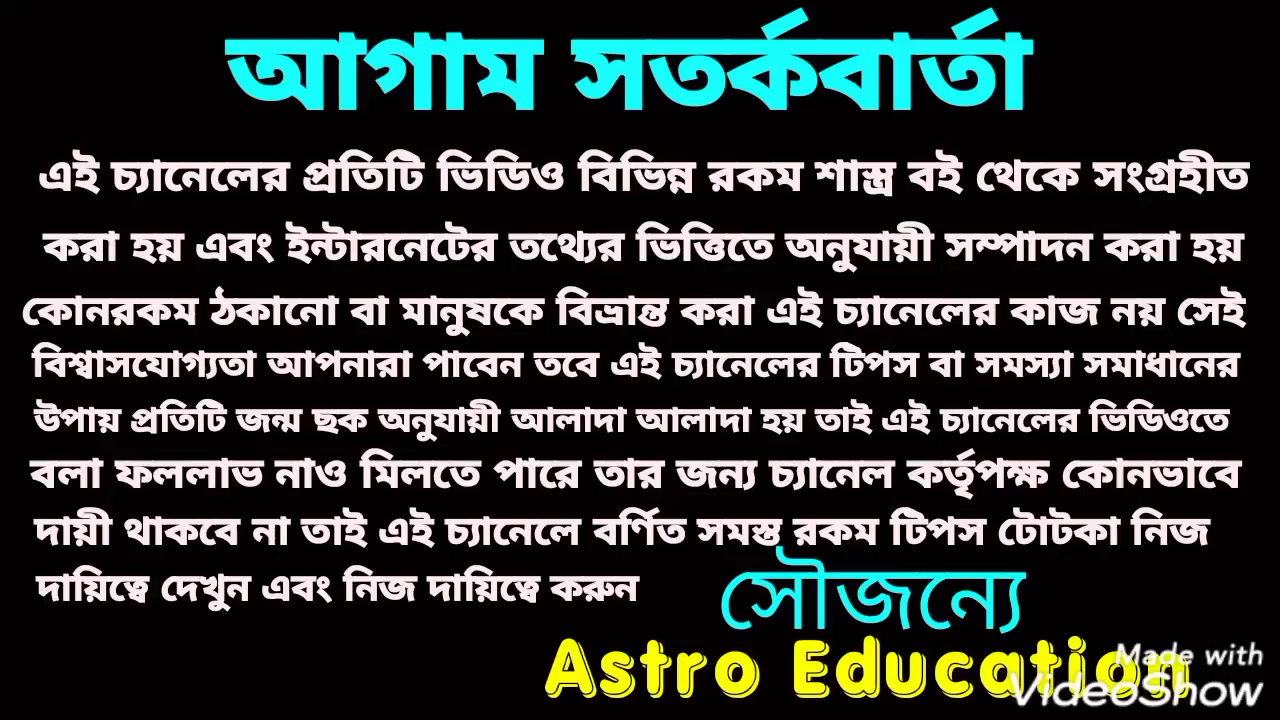 আগাম সতর্কবার্তা
এই চ্যানেলের প্রতিটি ভিডিও বিভিন্ন রকম শাস্ত্র বই থেকে সংগ্রহীত
করা হয় এবং ইন্টারনেটের তথ্যের ভিত্তিতে অনুযায়ী সম্পাদন করা হয়
কোনরকম ঠকানো বা মানুষকে বিভ্রান্ত করা এই চ্যানেলের কাজ নয় সেই
বিশ্বাসযোগ্যতা আপনারা পাবেন তবে এই চ্যানেলের টিপস বা সমস্যা সমাধানের
উপায় প্রতিটি জন্ম ছক অনুযায়ী আলাদা আলাদা হয় তাই এই চ্যানেলের ভিডিওতে
বলা ফললাভ নাও মিলতে পারে তার জন্য চ্যানেল কর্তৃপক্ষ কোনভাবে
দায়ী থাকবে না তাই এই চ্যানেলে বর্ণিত সমস্ত রকম টিপস টোটকা নিজ
দায়িত্বে দেখুন এবং নিজ দায়িত্বে করুন
সৌজন্যে
Astro Education
Made with
VideoShow